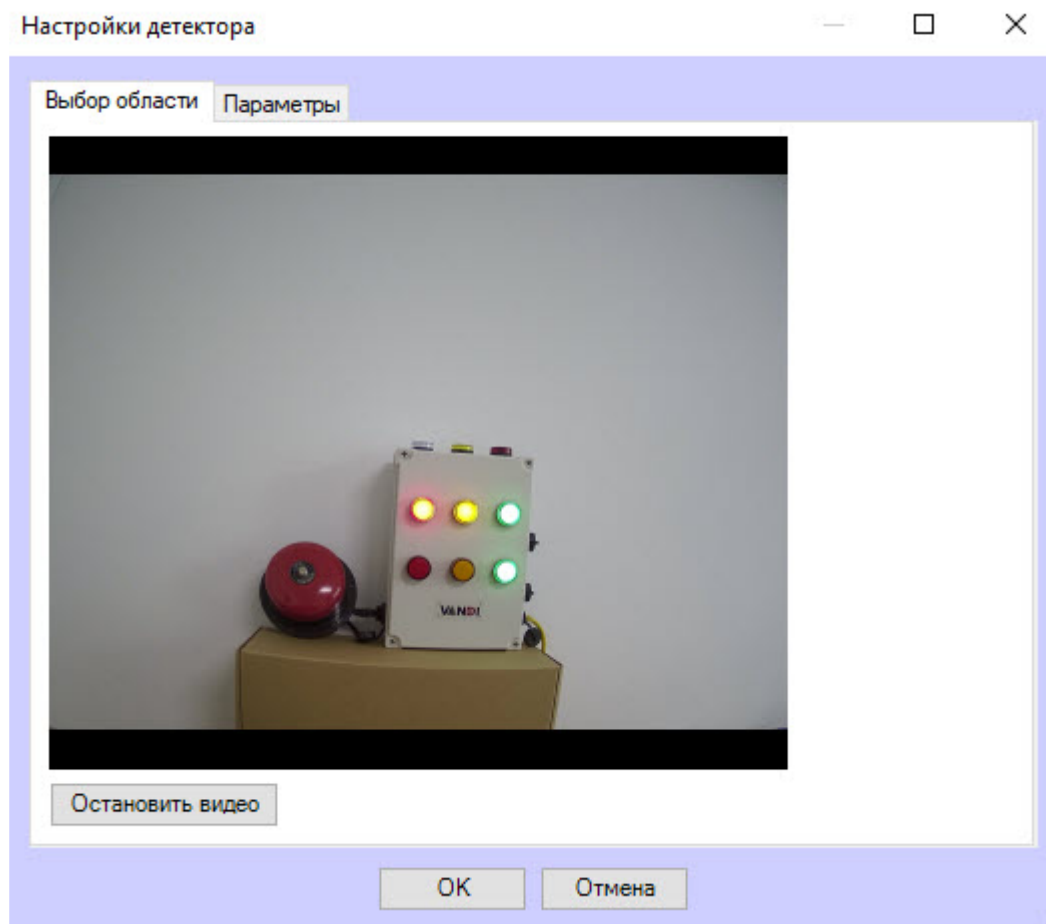 Настройки детектора
Выбор области
Параметры
VANDI
Остановить видео
OK
Отмена